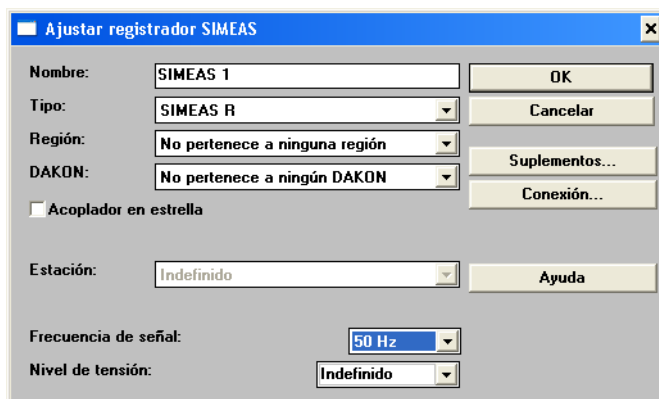 Ajustar registrador SIMEAS
Nombre: SIMEAS 1 OK
Tipo: SIMEAS R Cancelar
Región: No pertenece a ninguna región
Suplementos...
DAKON: No pertenece a ningún DAKON
Conexión...
Acoplador en estrella
Estación: Indefinido Ayuda
Frecuencia de señal: 50 Hz
Nivel de tensión: Indefinido